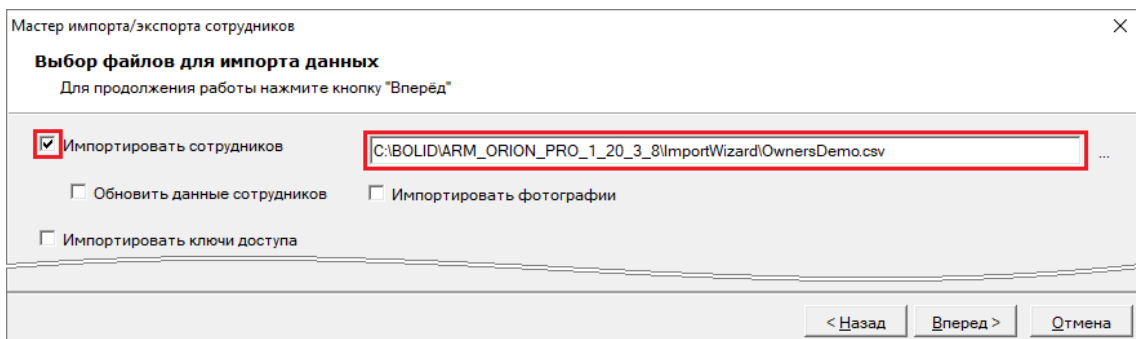 Мастер импорта/экспорта сотрудников
Выбор файлов для импорта данных
Для продолжения работы нажмите кнопку "Вперёд"
Импортировать сотрудников C:\BOLID\ARM_ORION_PRO_1_20_3_8\ImportWizard\OwnersDemo.csv ...
Обновить данные сотрудников Импортировать фотографии
Импортировать ключи доступа
< Назад Вперед > Отмена